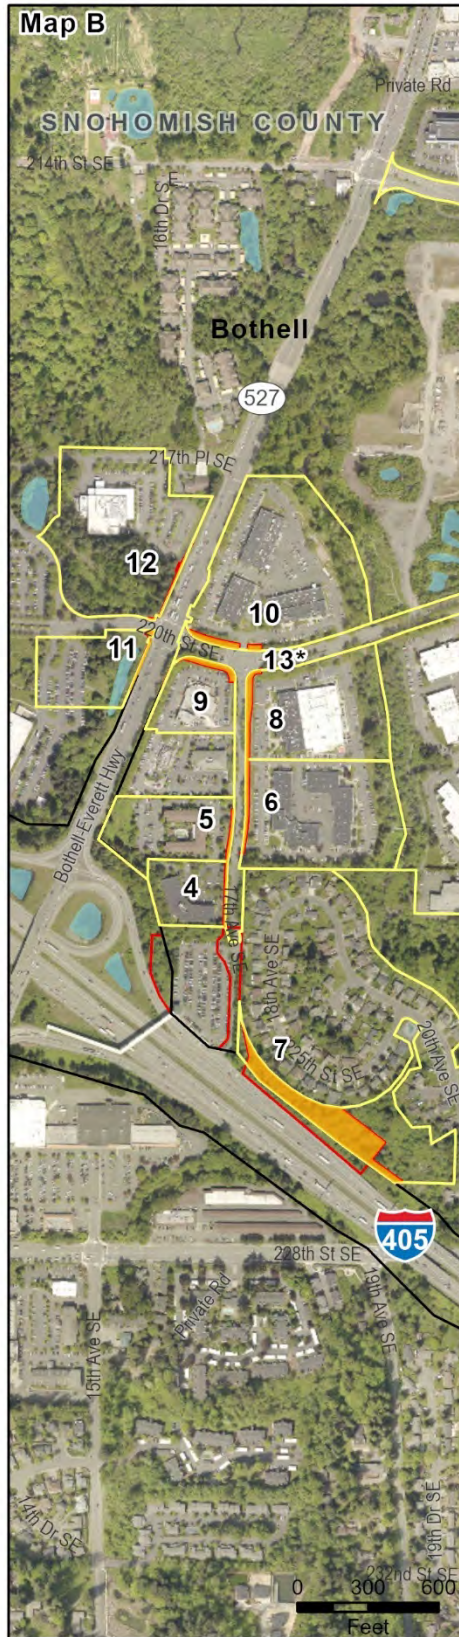 Map B
Private Rd
SNOHOMISH COUNTY
214th St SE
16th Dr SE
Bothell
527
217th Pl SE
12
10
220th St SE
11
13*
9
8
Bothell-Everett Hwy
6
5
4
17th Ave SE
18th Ave SE
7
20th Ave SE
225th St SE
405
228th St SE
Private Rd
19th Ave SE
15th Ave SE
14th Dr SE
19th Dr SE
232nd St SE
0 300 600
Feet